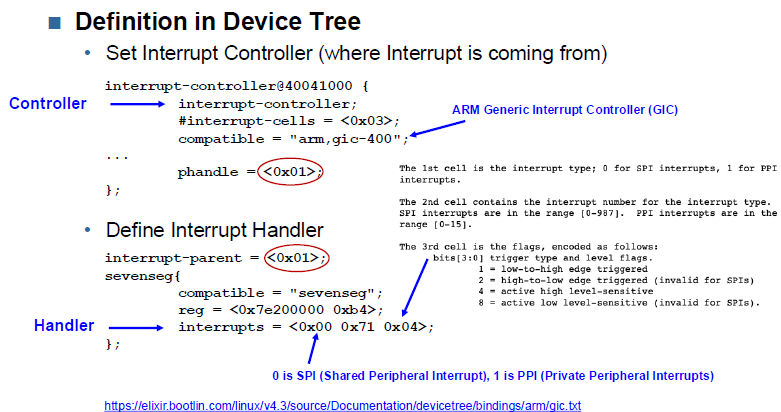 Definition in Device Tree
• Set Interrupt Controller (where Interrupt is coming from)
interrupt-controller@40041000 {
Controller
interrupt-controller;
#interrupt-cells = <0x03>;
compatible = "arm,gic-400";
...
phandle = <0x01>;
};
ARM Generic Interrupt Controller (GIC)
The 1st cell is the interrupt type; 0 for SPI interrupts, 1 for PPI
interrupts.
The 2nd cell contains the interrupt number for the interrupt type.
SPI interrupts are in the range [0-987]. PPI interrupts are in the
range [0-15].
The 3rd cell is the flags, encoded as follows:
bits[3:0] trigger type and level flags.
1 = low-to-high edge triggered
2 = high-to-low edge triggered (invalid for SPIs)
4 = active high level-sensitive
8 = active low level-sensitive (invalid for SPIs).
• Define Interrupt Handler
interrupt-parent = <0x01>;
sevenseg{
compatible = "sevenseg";
reg = <0x7e200000 0xb4>;
Handler
interrupts = <0x00 0x71 0x04>;
};
0 is SPI (Shared Peripheral Interrupt), 1 is PPI (Private Peripheral Interrupts)
https://elixir.bootlin.com/linux/v4.3/source/Documentation/devicetree/bindings/arm/gic.txt